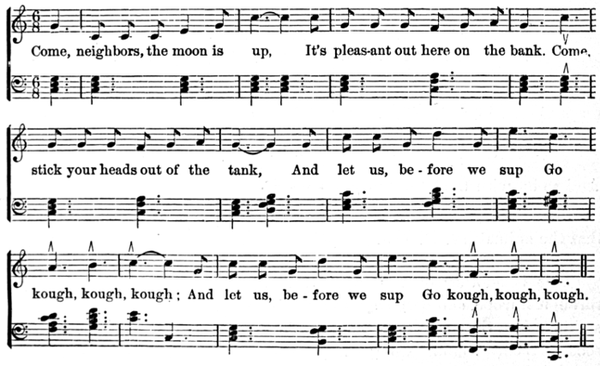 Come, neighbors, the moon is up, It's pleas-ant out here on the bank. Come,
stick your heads out of the tank, And let us, be-fore we sup Go
kough, kough, kough; And let us, be-fore we sup Go kough, kough, kough.